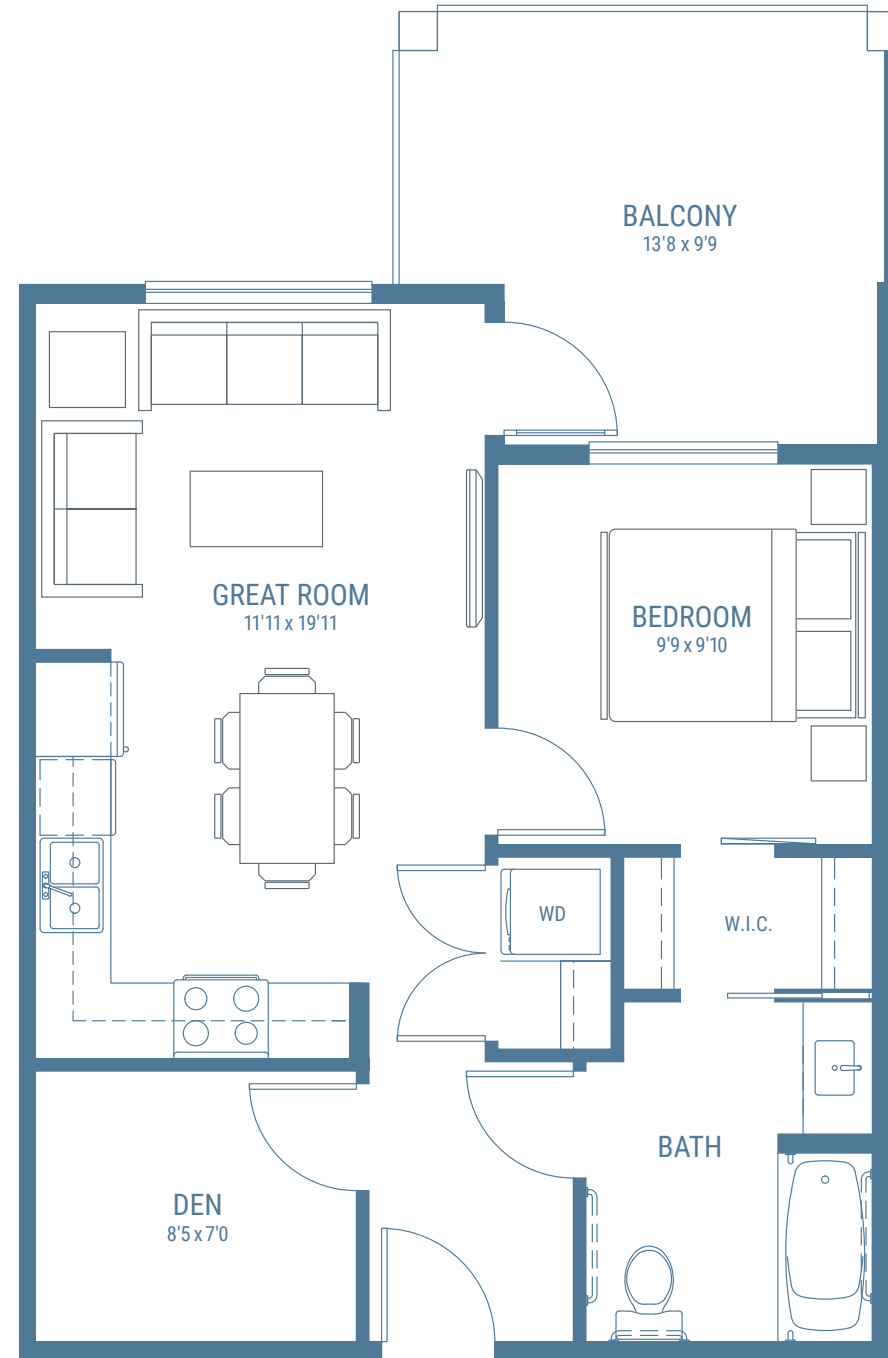 BALCONY
13'8 x 9'9
GREAT ROOM
11'11 x 19'11
BEDROOM
9'9 x 9'10
WD
W.I.C.
BATH
DEN
8'5 x 7'0